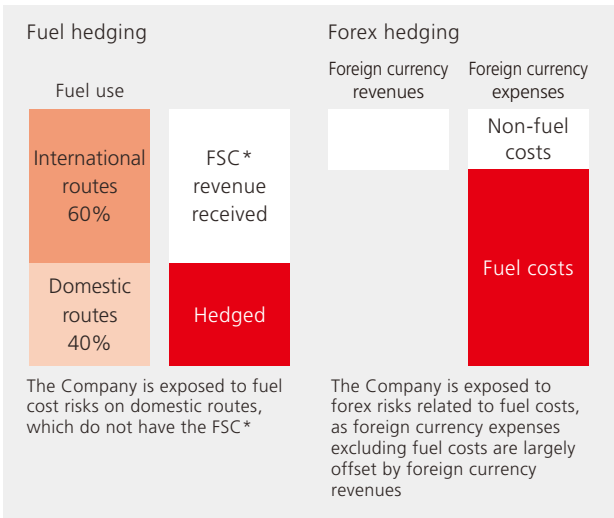 Fuel hedging
Fuel use
International
routes
60%
FSC*
revenue
received
Domestic
routes
40%
Hedged
The Company is exposed to fuel
cost risks on domestic routes,
which do not have the FSC*
Forex hedging
Foreign currency
revenues
Foreign currency
expenses
Non-fuel
costs
Fuel costs
The Company is exposed to
forex risks related to fuel costs,
as foreign currency expenses
excluding fuel costs are largely
offset by foreign currency
revenues